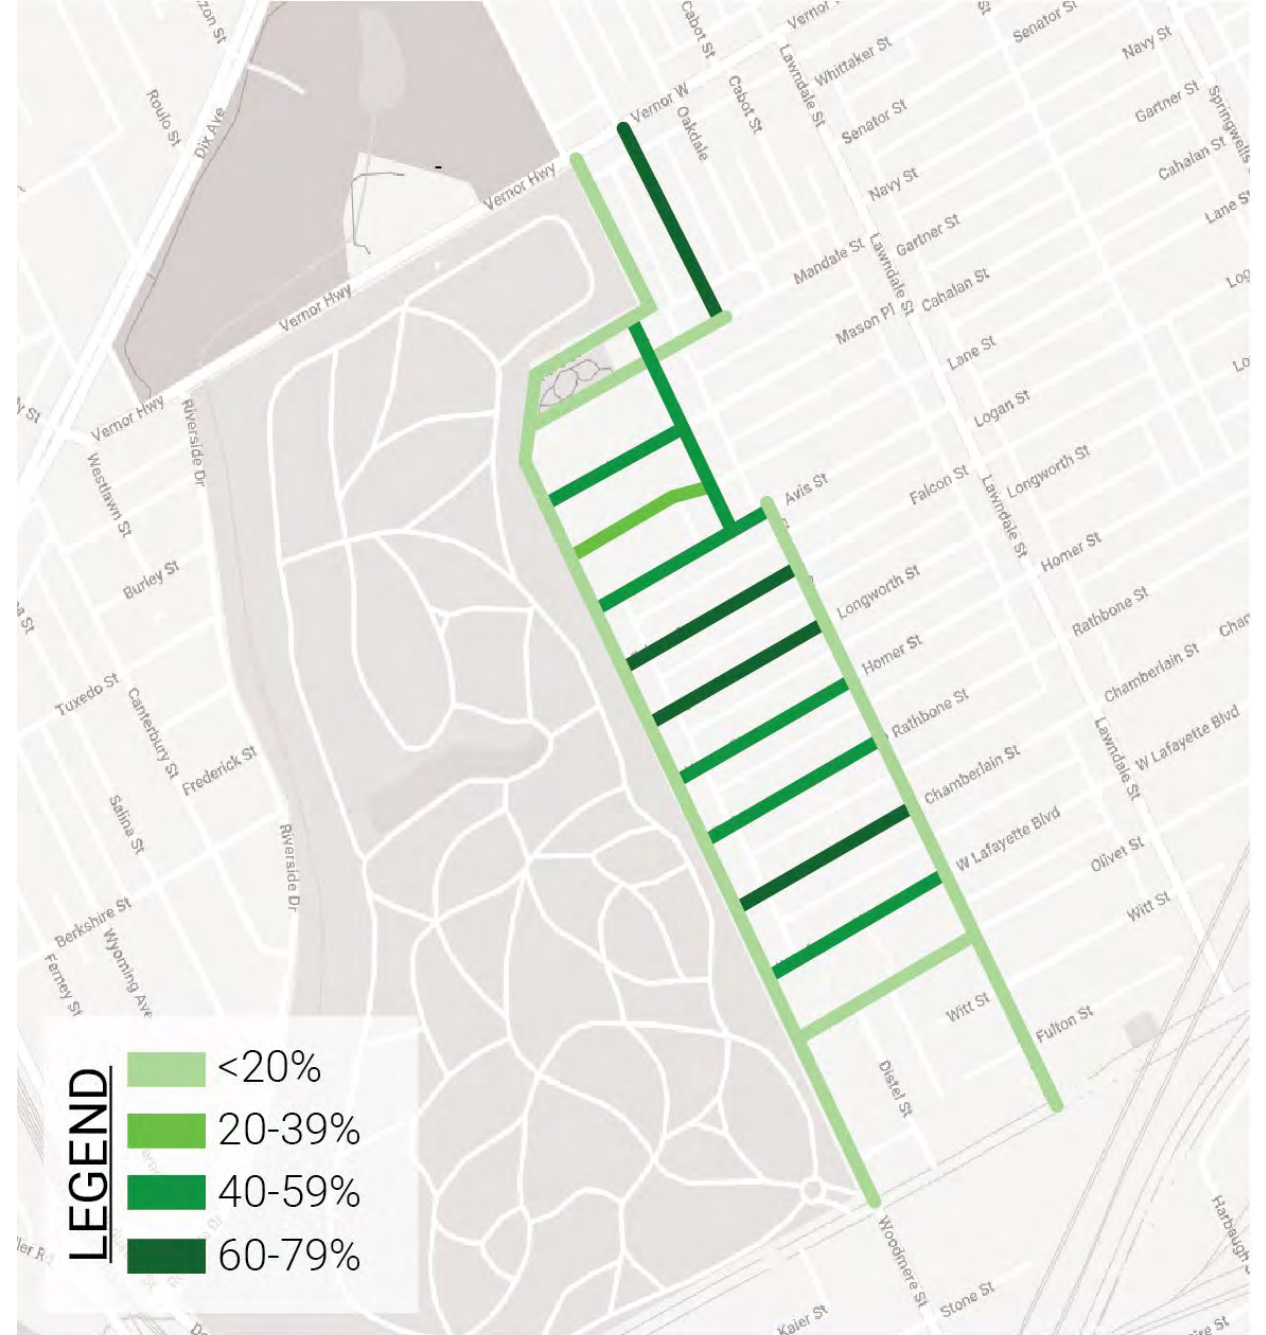 Cabot St
Vernor
Senator St
Navy St
Whittaker St
Lawndale St
Roulo St
Dix Ave
Vernor W
Oakdale
Cabot St
Senator St
Gartner St
Springwells
Cahalan St
Navy St
Lane St
Vernor Hwy
Gartner St
Mandale St
Lawndale St
Cahalan St
Vernor Hwy
Mason Pl
Lane St
Logan St
Vernor Hwy
Riverside Dr
Westlawn St
Longworth St
Falcon St
Avis St
Lawndale St
Homer St
Burley St
Longworth St
Rathbone St
Homer St
Chamberlain St
Tuxedo St
Canterbury St
Rathbone St
W Lafayette Blvd
Lawndale St
Frederick St
Chamberlain St
Salina St
Riverside Dr
W Lafayette Blvd
Olivet St
Witt St
Berkshire St
Wyoming Ave
Ferney St
Witt St
Fulton St
Distel St
LEGEND
<20%
20-39%
40-59%
60-79%
Woodmere St
Harbaugh
Stone St
Kaier St